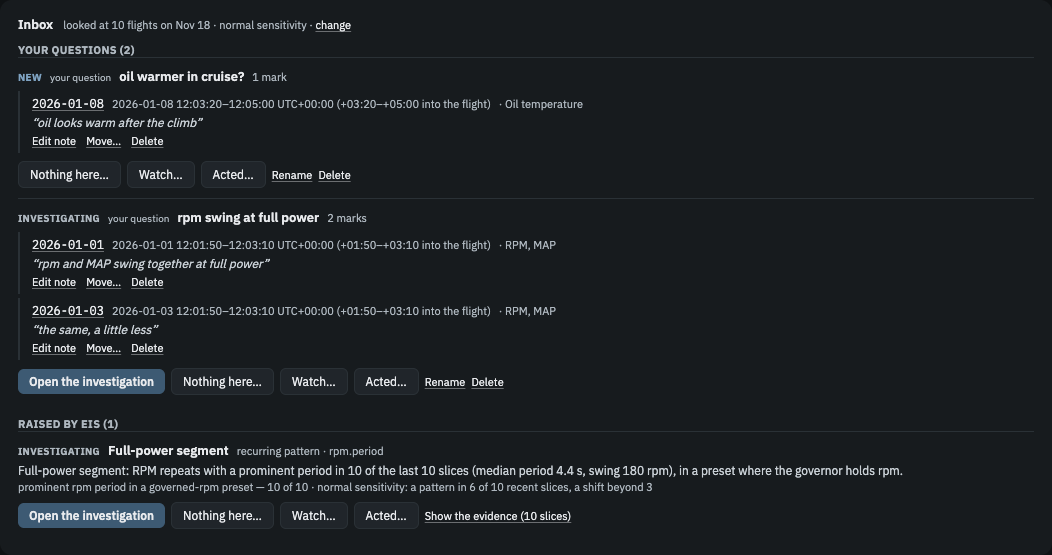 Inbox looked at 10 flights on Nov 18 · normal sensitivity · change
YOUR QUESTIONS (2)
NEW your question oil warmer in cruise? 1 mark
2026-01-08 2026-01-08 12:03:20–12:05:00 UTC+00:00 (+03:20–+05:00 into the flight) · Oil temperature
“oil looks warm after the climb”
Edit note Move... Delete
Nothing here... Watch... Acted... Rename Delete
INVESTIGATING your question rpm swing at full power 2 marks
2026-01-01 2026-01-01 12:01:50–12:03:10 UTC+00:00 (+01:50–+03:10 into the flight) · RPM, MAP
“rpm and MAP swing together at full power”
Edit note Move... Delete
2026-01-03 2026-01-03 12:01:50–12:03:10 UTC+00:00 (+01:50–+03:10 into the flight) · RPM, MAP
“the same, a little less”
Edit note Move... Delete
Open the investigation Nothing here... Watch... Acted... Rename Delete
RAISED BY EIS (1)
INVESTIGATING Full-power segment recurring pattern · rpm.period
Full-power segment: RPM repeats with a prominent period in 10 of the last 10 slices (median period 4.4 s, swing 180 rpm), in a preset where the governor holds rpm.
prominent rpm period in a governed-rpm preset — 10 of 10 · normal sensitivity: a pattern in 6 of 10 recent slices, a shift beyond 3
Open the investigation Nothing here... Watch... Acted... Show the evidence (10 slices)